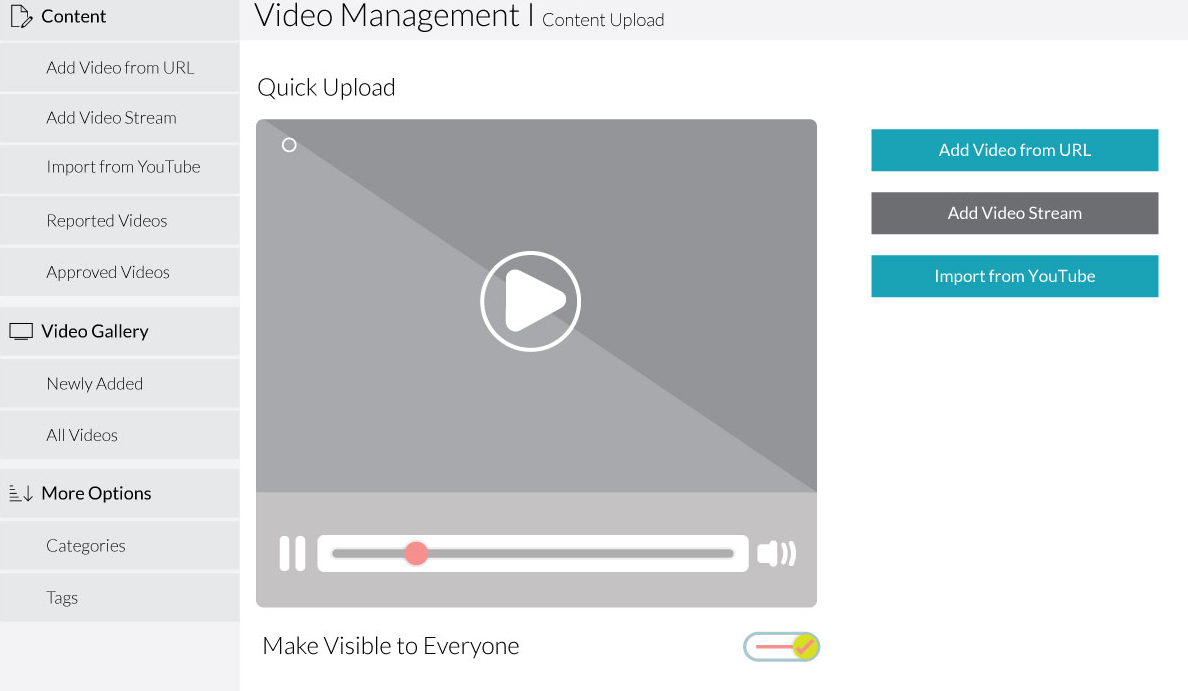 Content
Add Video from URL
Add Video Stream
Import from YouTube
Reported Videos
Approved Videos
Video Gallery
Newly Added
All Videos
More Options
Categories
Tags
Video Management | Content Upload
Quick Upload
Add Video from URL
Add Video Stream
Import from YouTube
Make Visible to Everyone